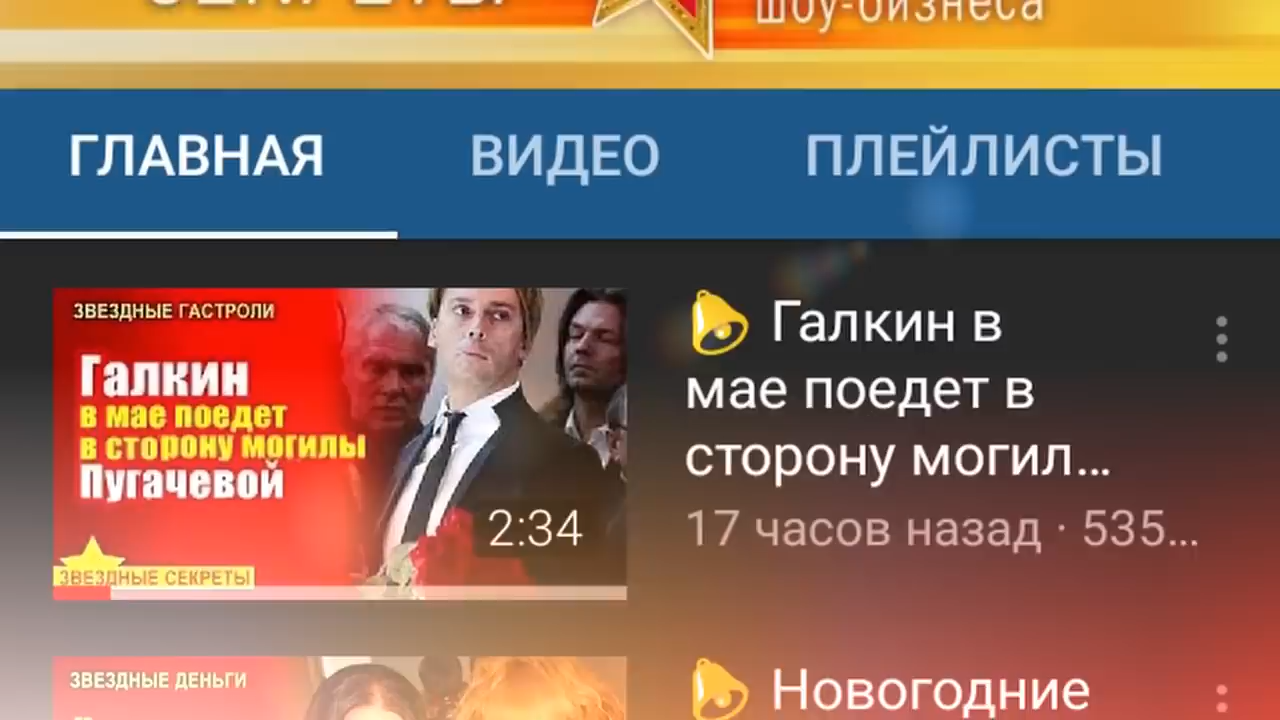 СЕКРЕТЫ
шоу-бизнеса
ГЛАВНАЯ ВИДЕО ПЛЕЙЛИСТЫ
ЗВЕЗДНЫЕ ГАСТРОЛИ
Галкин
в мае поедет
в сторону могилы
Пугачевой
2:34
ЗВЕЗДНЫЕ СЕКРЕТЫ
Галкин в
мае поедет в
сторону могил...
17 часов назад · 535...
ЗВЕЗДНЫЕ ДЕНЬГИ
Новогодние